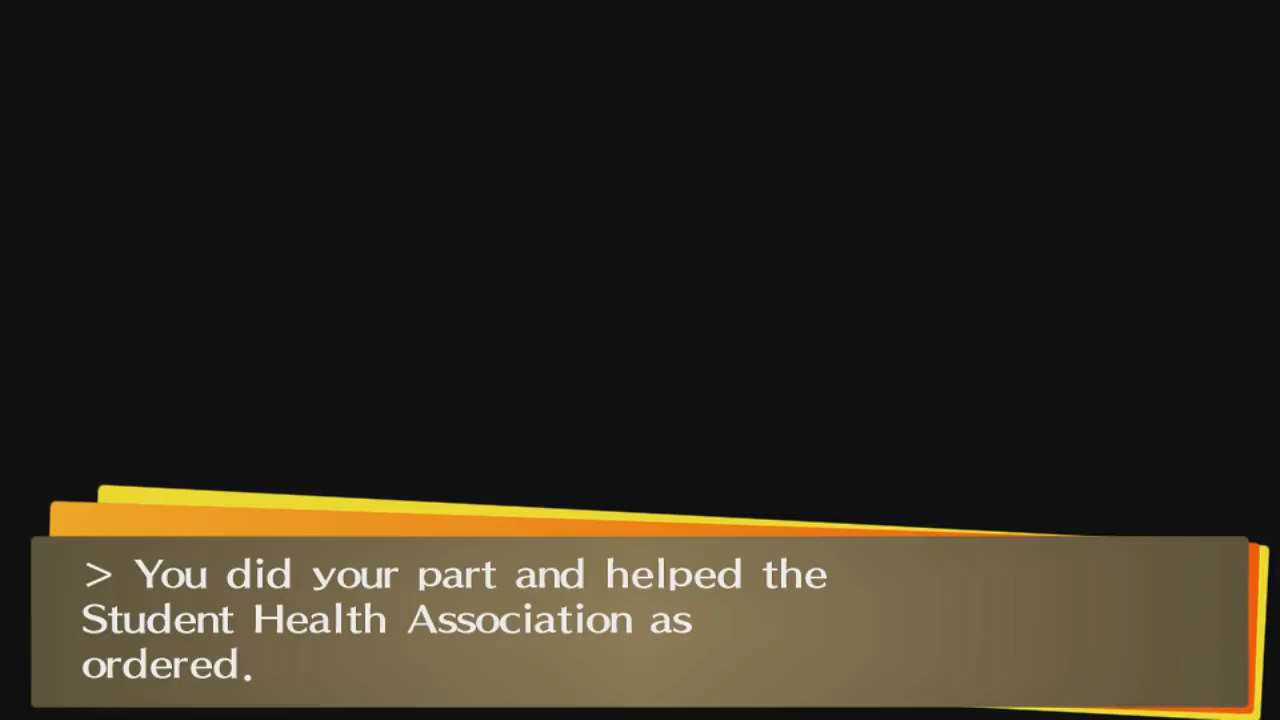 > You did your part and helped the
Student Health Association as
ordered.